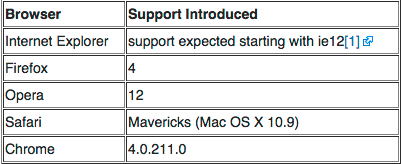 Browser Support Introduced
Internet Explorer support expected starting with ie12[1]
Firefox 4
Opera 12
Safari Mavericks (Mac OS X 10.9)
Chrome 4.0.211.0